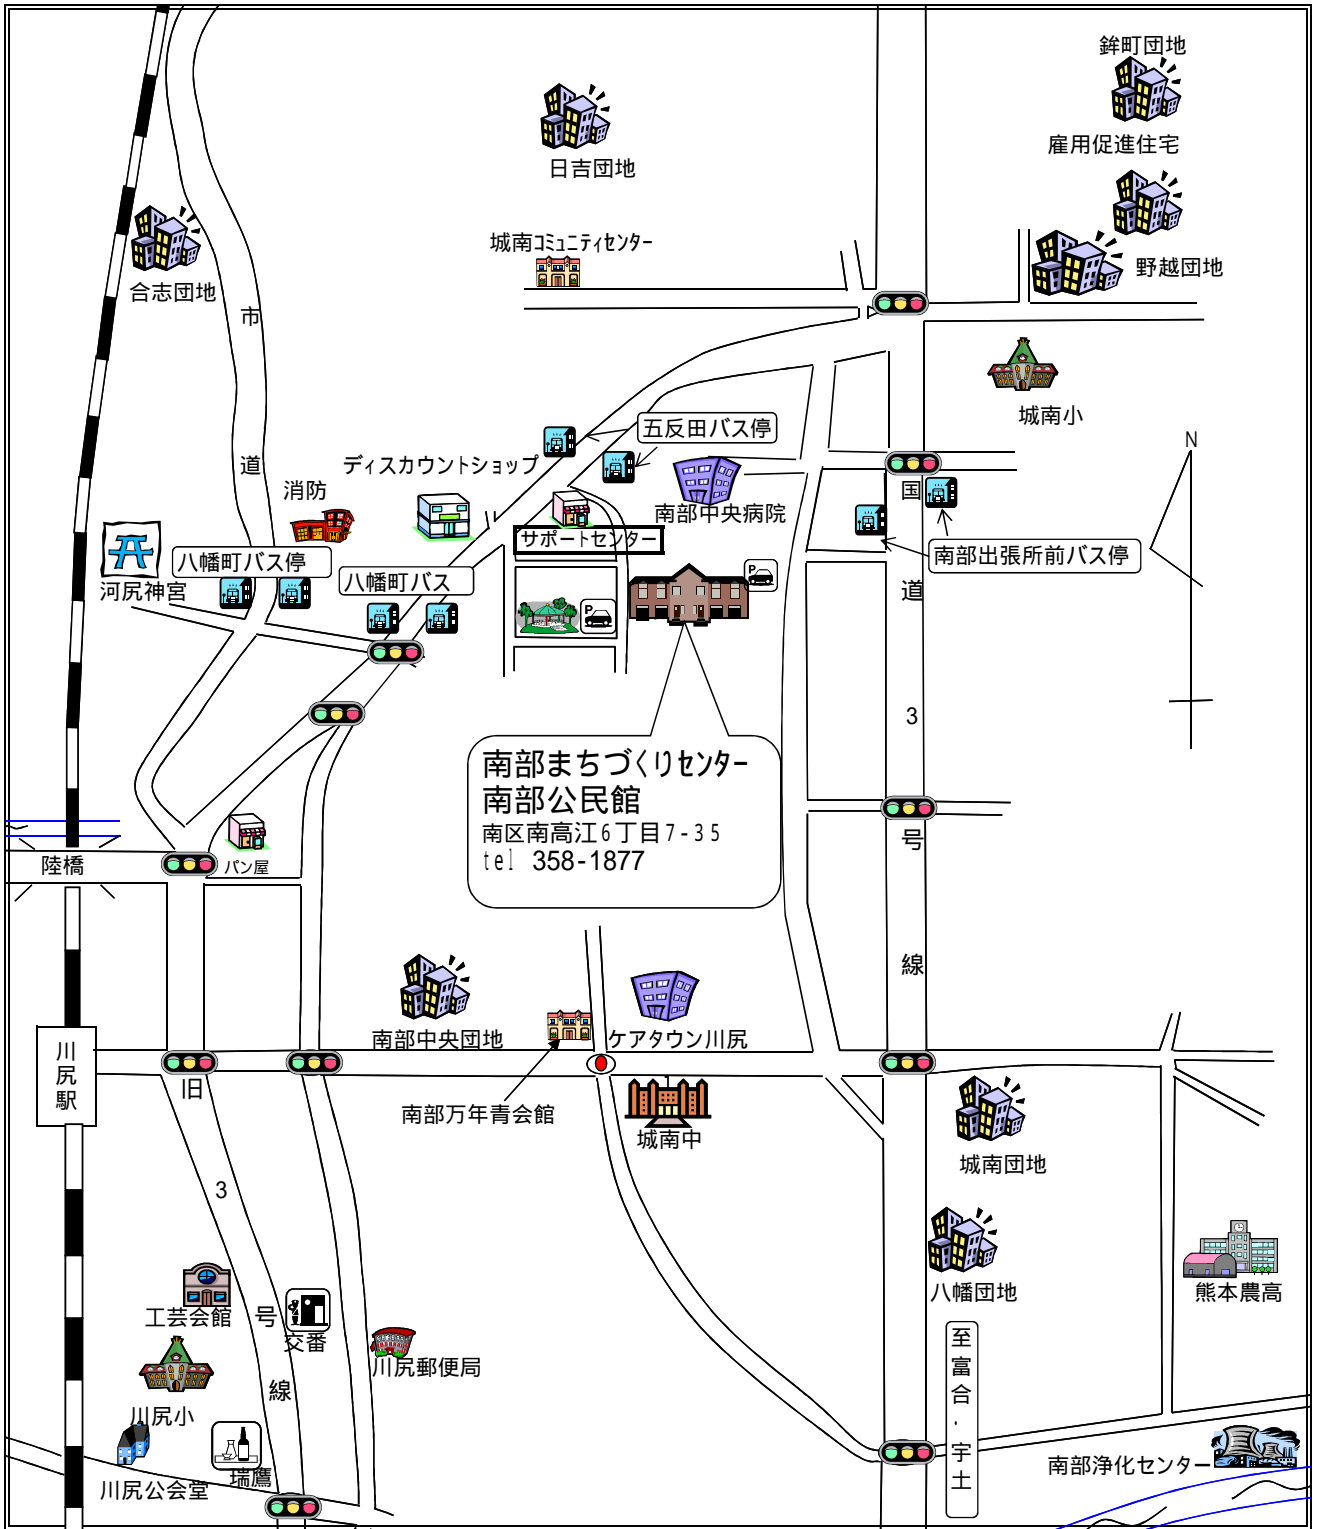 鉾町団地
雇用促進住宅
日吉団地
城南コミュニティセンター
野越団地
合志団地
市
道
城南小
五反田バス停
N
ディスカウントショップ
消防
国
道
3
号
線
南部中央病院
サポートセンター
南部出張所前バス停
八幡町バス停
八幡町バス
河尻神宮
P
P
南部まちづくりセンター
南部公民館
南区南高江6丁目7-35
tel 358-1877
陸橋
パン屋
川尻駅
南部中央団地
ケアタウン川尻
旧
3
号
線
南部万年青会館
城南中
城南団地
八幡団地
熊本農高
工芸会館
交番
川尻郵便局
至富合・宇土
川尻小
瑞鷹
川尻公会堂
南部浄化センター